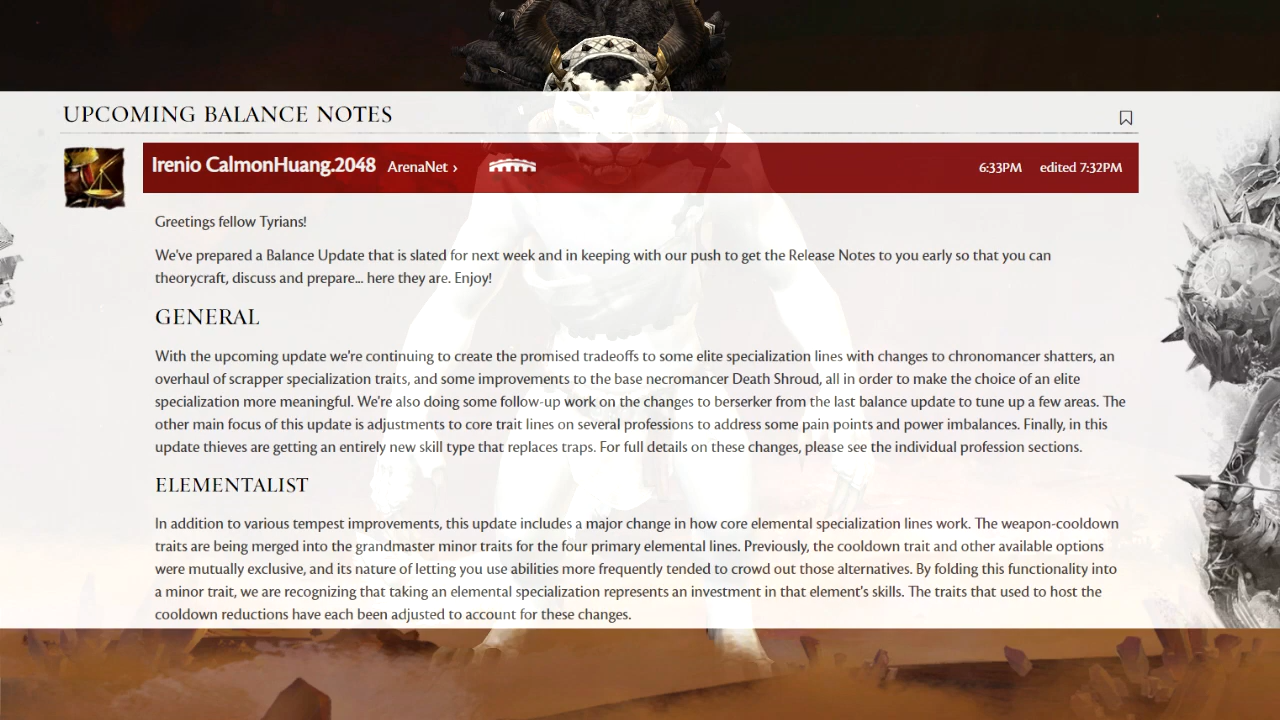 UPCOMING BALANCE NOTES
Irenio CalmonHuang.2048 ArenaNet › 6:33PM edited 7:32PM
Greetings fellow Tyrians!
We've prepared a Balance Update that is slated for next week and in keeping with our push to get the Release Notes to you early so that you can
theorycraft, discuss and prepare... here they are. Enjoy!
GENERAL
With the upcoming update we're continuing to create the promised tradeoffs to some elite specialization lines with changes to chronomancer shatters, an
overhaul of scrapper specialization traits, and some improvements to the base necromancer Death Shroud, all in order to make the choice of an elite
specialization more meaningful. We're also doing some follow-up work on the changes to berserker from the last balance update to tune up a few areas. The
other main focus of this update is adjustments to core trait lines on several professions to address some pain points and power imbalances. Finally, in this
update thieves are getting an entirely new skill type that replaces traps. For full details on these changes, please see the individual profession sections.
ELEMENTALIST
In addition to various tempest improvements, this update includes a major change in how core elemental specialization lines work. The weapon-cooldown
traits are being merged into the grandmaster minor traits for the four primary elemental lines. Previously, the cooldown trait and other available options
were mutually exclusive, and its nature of letting you use abilities more frequently tended to crowd out those alternatives. By folding this functionality into
a minor trait, we are recognizing that taking an elemental specialization represents an investment in that element's skills. The traits that used to host the
cooldown reductions have each been adjusted to account for these changes.